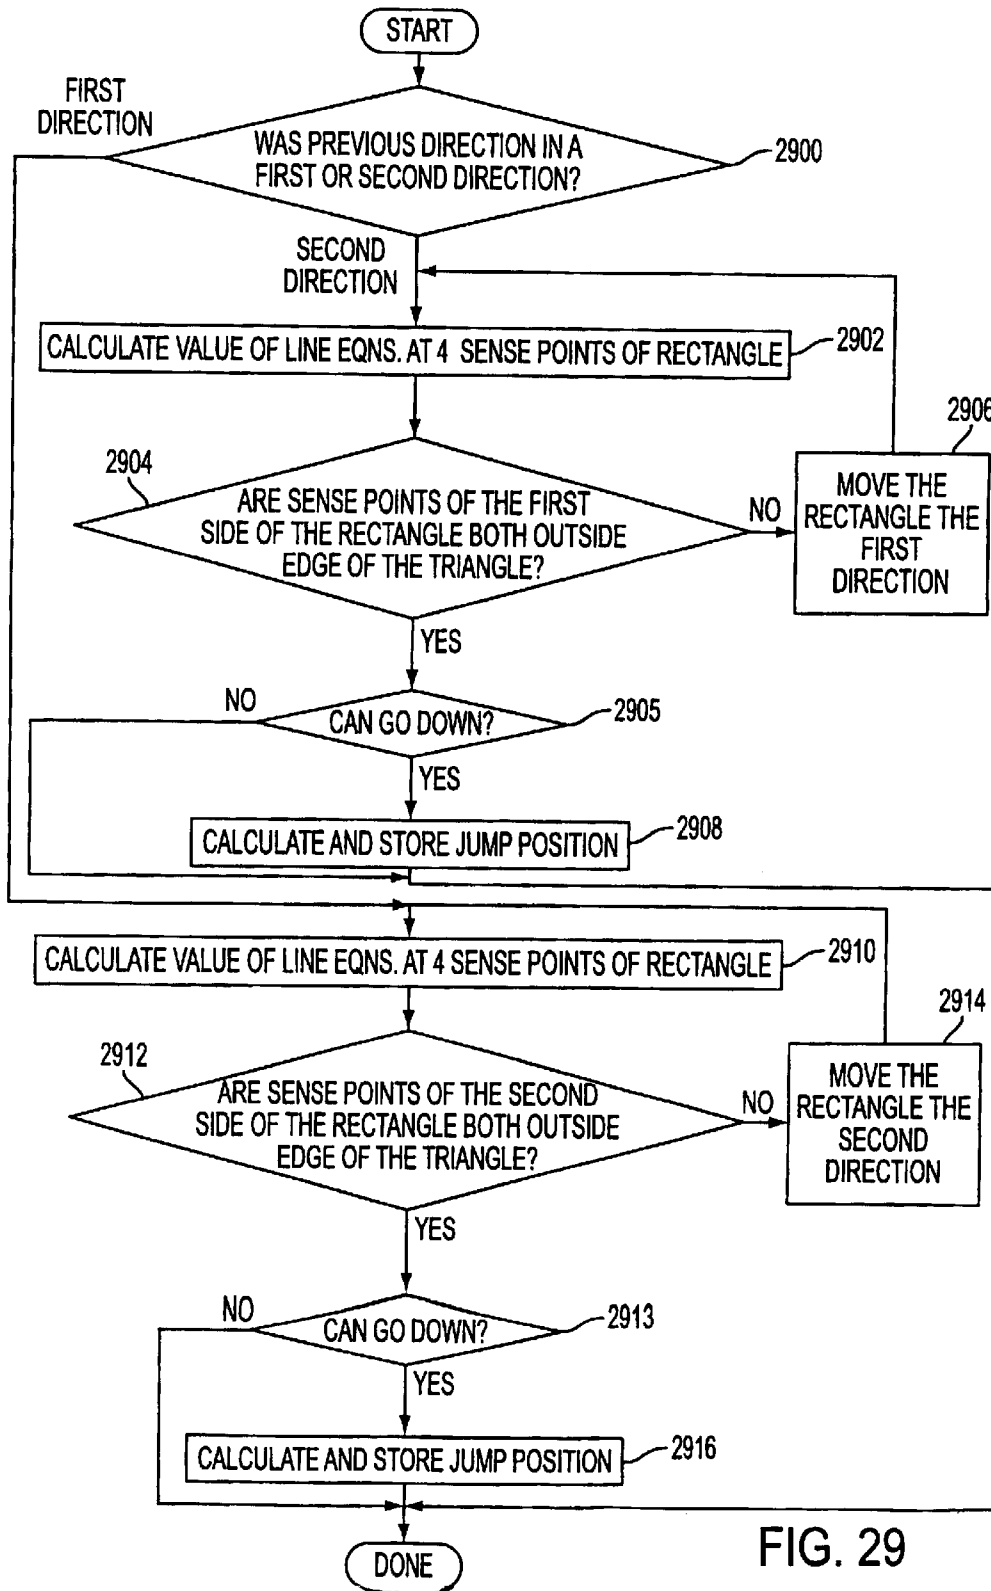 START
FIRST
DIRECTION
WAS PREVIOUS DIRECTION IN A
FIRST OR SECOND DIRECTION?
2900
SECOND
DIRECTION
CALCULATE VALUE OF LINE EQNS. AT 4 SENSE POINTS OF RECTANGLE
2902
2904
ARE SENSE POINTS OF THE FIRST
SIDE OF THE RECTANGLE BOTH OUTSIDE
EDGE OF THE TRIANGLE?
NO
2906
MOVE THE
RECTANGLE THE
FIRST
DIRECTION
YES
NO
CAN GO DOWN?
2905
YES
CALCULATE AND STORE JUMP POSITION
2908
CALCULATE VALUE OF LINE EQNS. AT 4 SENSE POINTS OF RECTANGLE
2910
2912
ARE SENSE POINTS OF THE SECOND
SIDE OF THE RECTANGLE BOTH OUTSIDE
EDGE OF THE TRIANGLE?
NO
2914
MOVE THE
RECTANGLE THE
SECOND
DIRECTION
YES
NO
CAN GO DOWN?
2913
YES
CALCULATE AND STORE JUMP POSITION
2916
DONE
FIG. 29